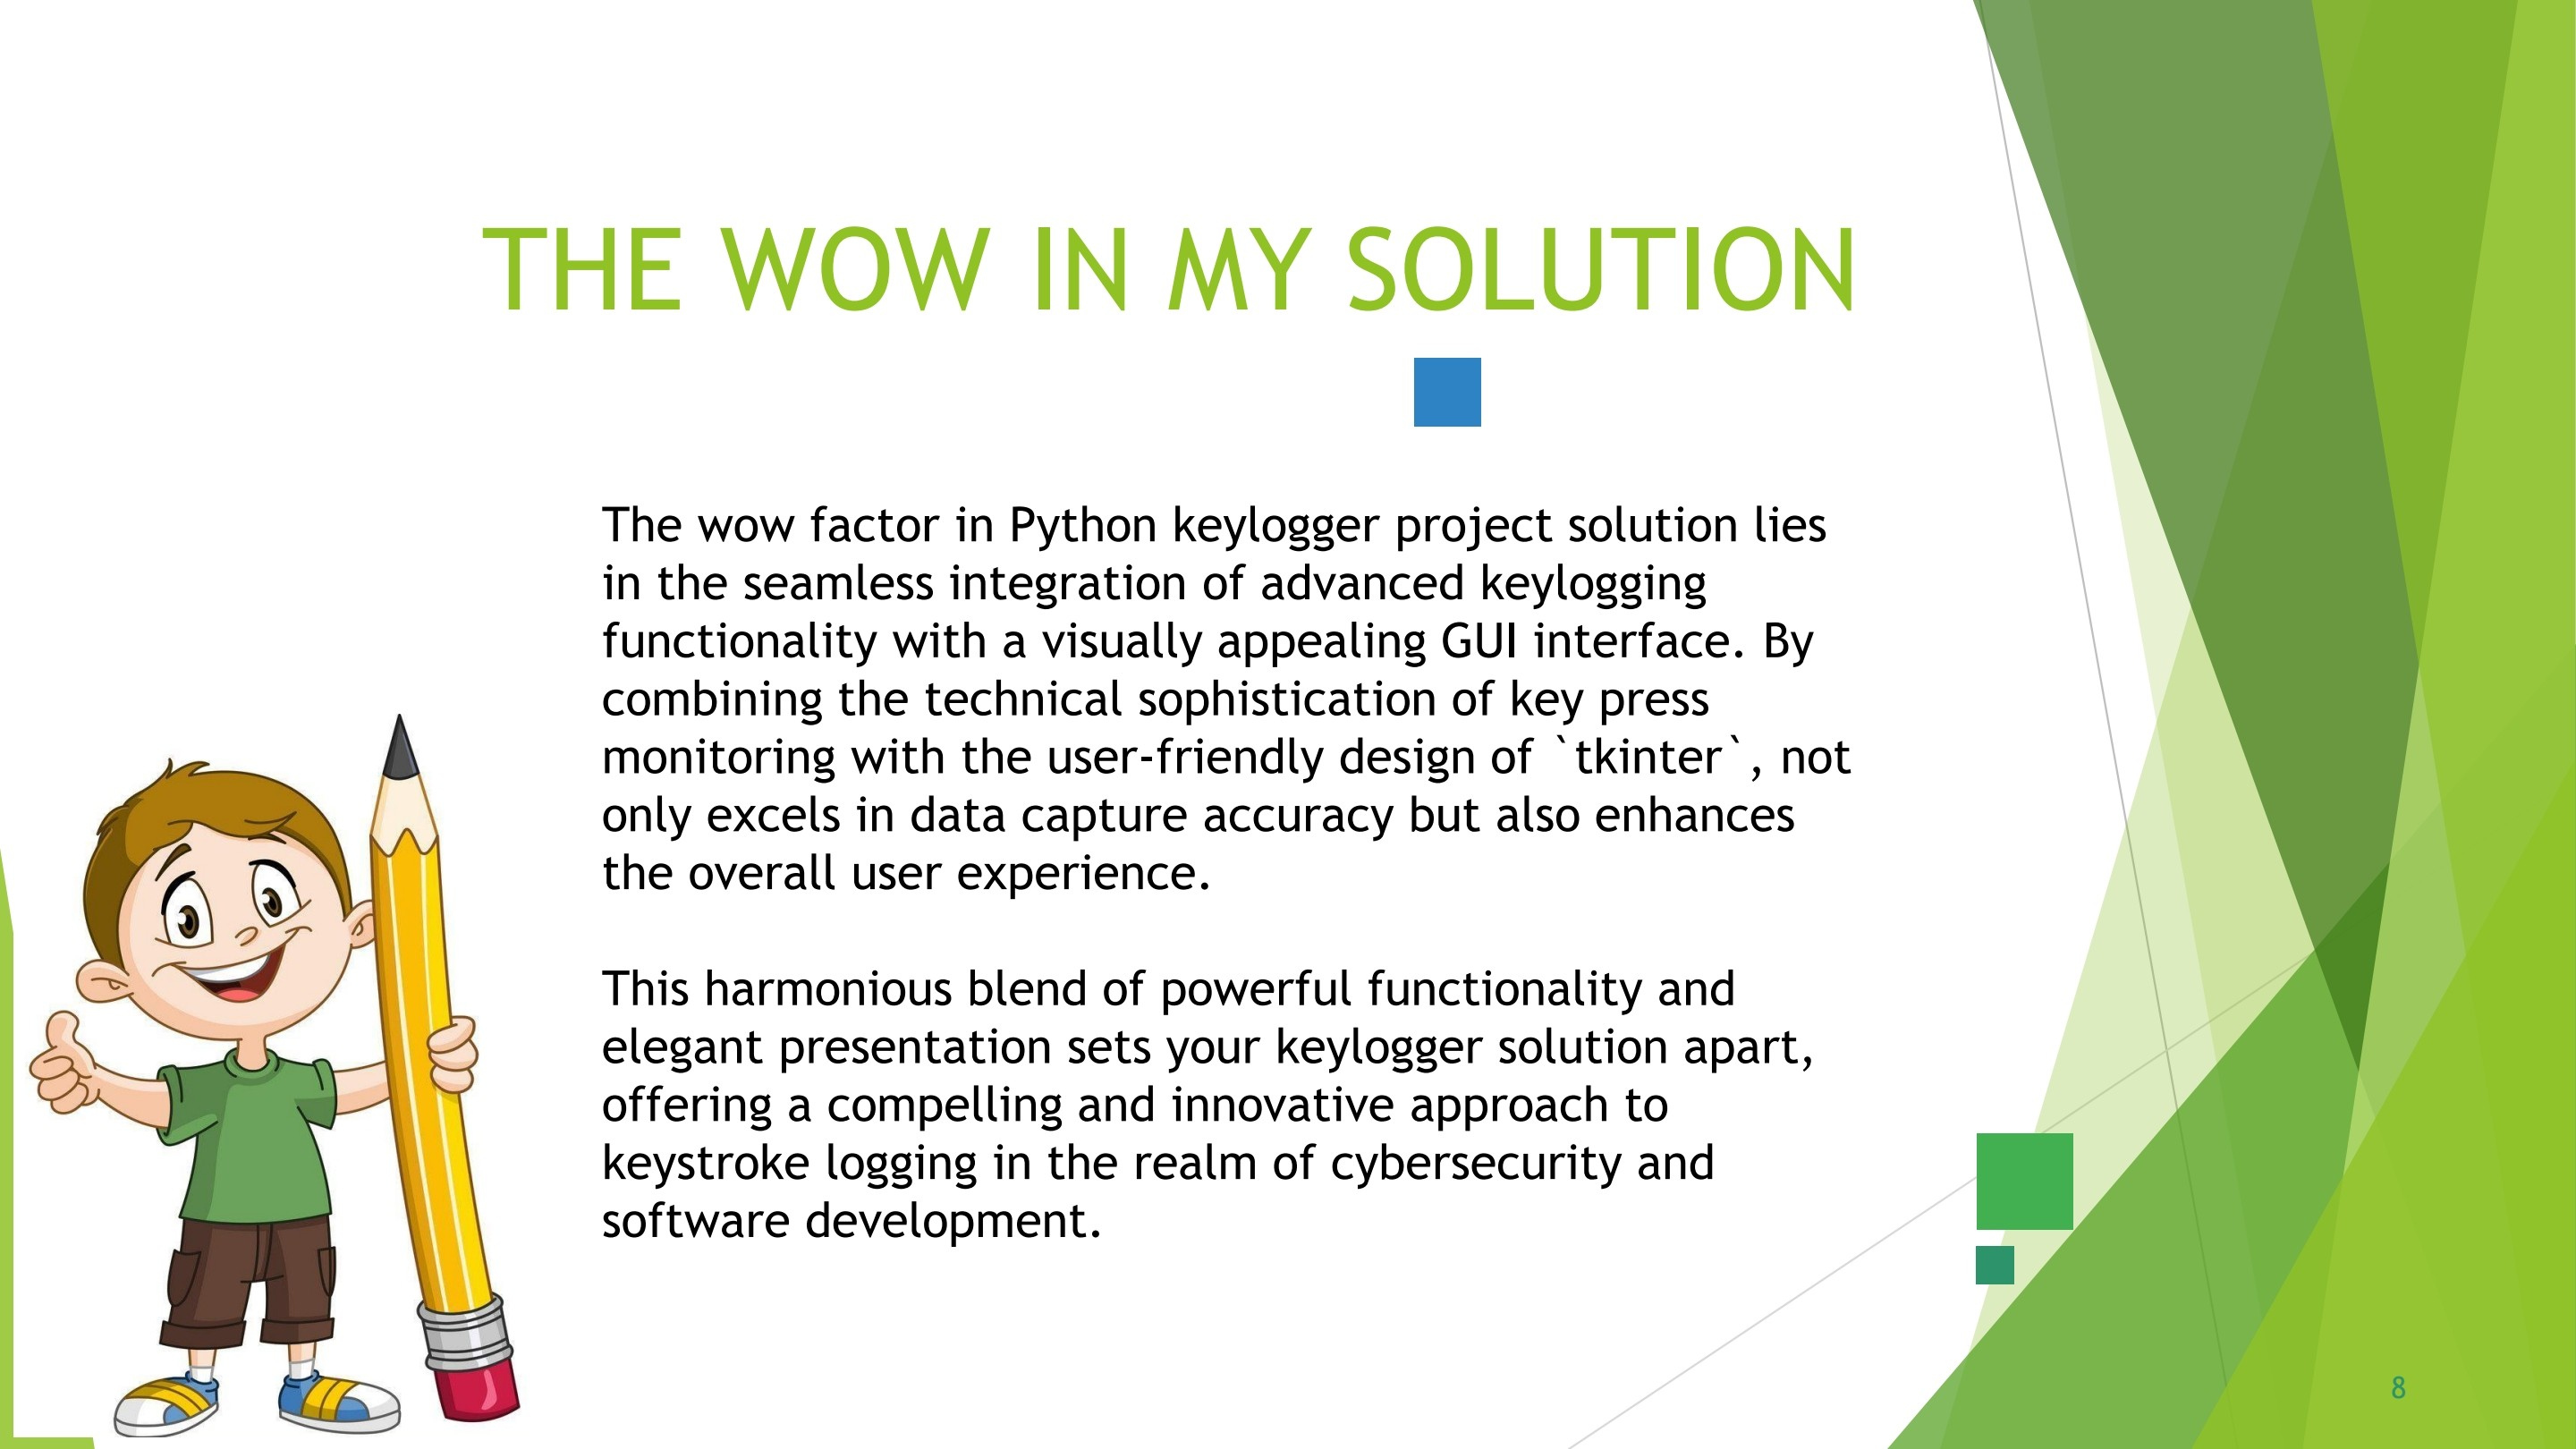 THE WOW IN MY SOLUTION
The wow factor in Python keylogger project solution lies
in the seamless integration of advanced keylogging
functionality with a visually appealing GUI interface. By
combining the technical sophistication of key press
monitoring with the user-friendly design of `tkinter`, not
only excels in data capture accuracy but also enhances
the overall user experience.
This harmonious blend of powerful functionality and
elegant presentation sets your keylogger solution apart,
offering a compelling and innovative approach to
keystroke logging in the realm of cybersecurity and
software development.
8